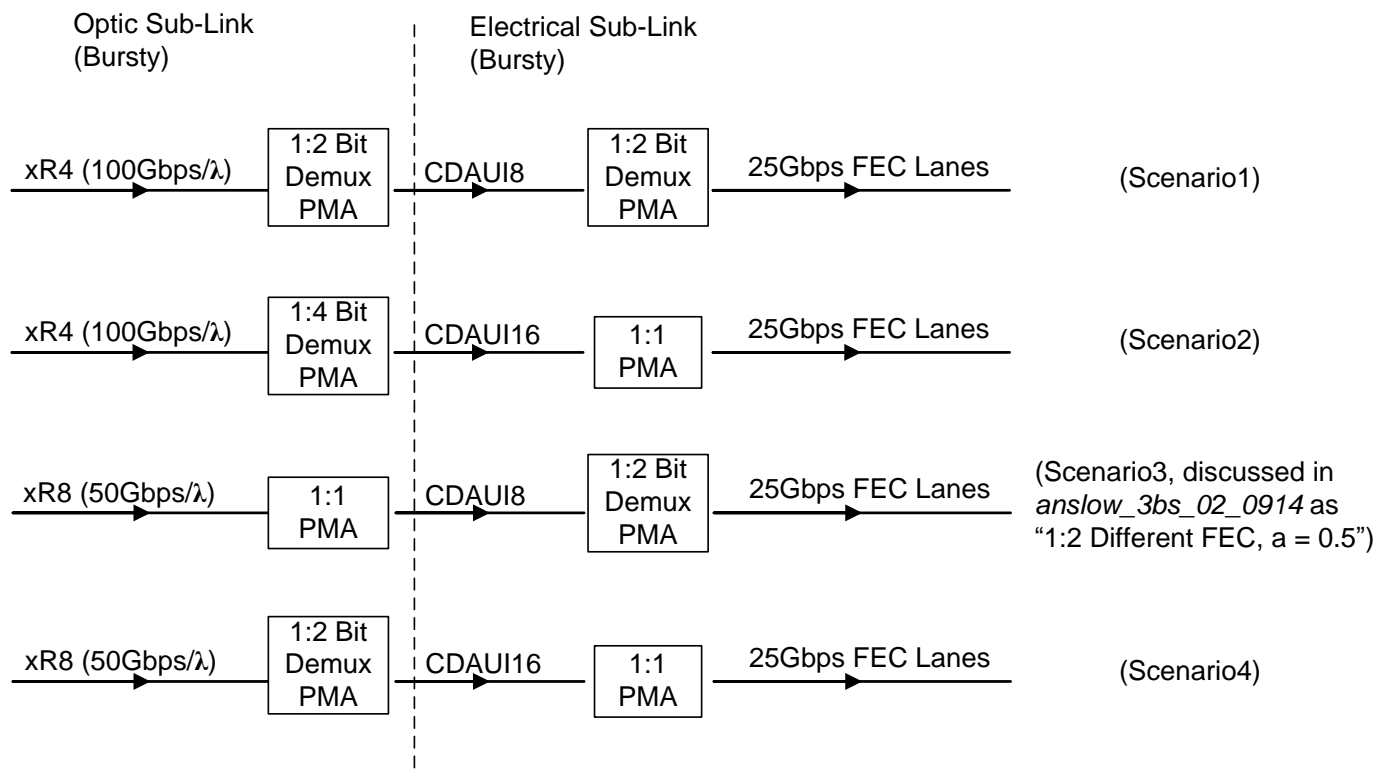 Optic Sub-Link
(Bursty)
Electrical Sub-Link
(Bursty)
xR4 (100Gbps/λ)
1:2 Bit
Demux
PMA
CDAUI8
1:2 Bit
Demux
PMA
25Gbps FEC Lanes
(Scenario1)
xR4 (100Gbps/λ)
1:4 Bit
Demux
PMA
CDAUI16
1:1
PMA
25Gbps FEC Lanes
(Scenario2)
xR8 (50Gbps/λ)
1:1
PMA
CDAUI8
1:2 Bit
Demux
PMA
25Gbps FEC Lanes
(Scenario3, discussed in
anslow_3bs_02_0914 as
“1:2 Different FEC, a = 0.5”)
xR8 (50Gbps/λ)
1:2 Bit
Demux
PMA
CDAUI16
1:1
PMA
25Gbps FEC Lanes
(Scenario4)